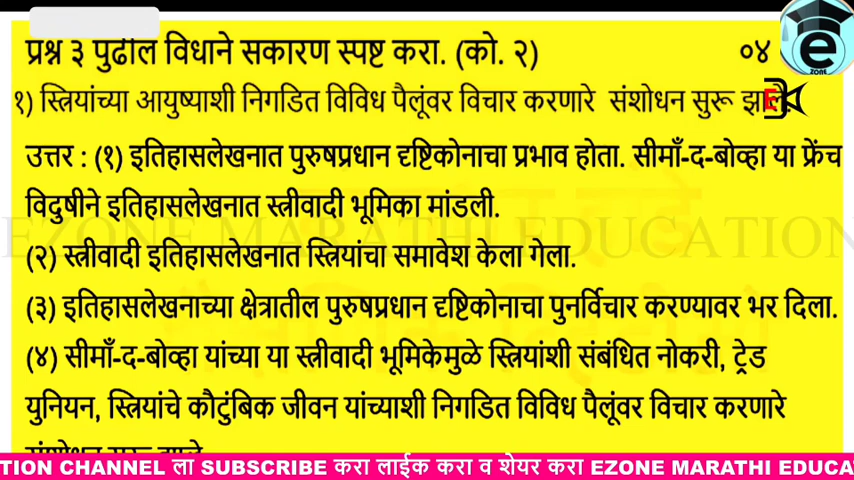 प्रश्न ३ पुढील विधाने सकारण स्पष्ट करा. (को. २) ०४
e
ZONE
१) स्त्रियांच्या आयुष्याशी निगडित विविध पैलूंवर विचार करणारे संशोधन सुरू झाले.
E
उत्तर : (१) इतिहासलेखनात पुरुषप्रधान दृष्टिकोनाचा प्रभाव होता. सीमाँ-द-बोव्हा या फ्रेंच
विदुषीने इतिहासलेखनात स्त्रीवादी भूमिका मांडली.
EZONE MARATHI EDUCATION
(२) स्त्रीवादी इतिहासलेखनात स्त्रियांचा समावेश केला गेला.
(३) इतिहासलेखनाच्या क्षेत्रातील पुरुषप्रधान दृष्टिकोनाचा पुनर्विचार करण्यावर भर दिला.
(४) सीमाँ-द-बोव्हा यांच्या या स्त्रीवादी भूमिकेमुळे स्त्रियांशी संबंधित नोकरी, ट्रेड
युनियन, स्त्रियांचे कौटुंबिक जीवन यांच्याशी निगडित विविध पैलूंवर विचार करणारे
संशोधन सुरू झाले
TION CHANNEL ला SUBSCRIBE करा लाईक करा व शेयर करा EZONE MARATHI EDUCA